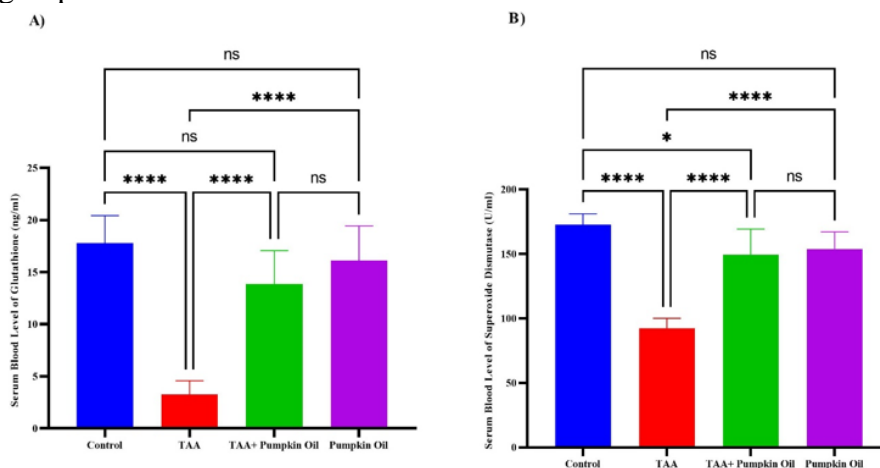 A)
ns
****
ns
**** **** ns
Serum Blood Level of Glutathione (ng/ml)
25
20
15
10
5
0
Control TAA TAA+ Pumpkin Oil Pumpkin Oil
B)
ns
****
*
**** **** ns
Serum Blood Level of Superoxide Dismutase (U/ml)
200
150
100
50
0
Control TAA TAA+ Pumpkin Oil Pumpkin Oil